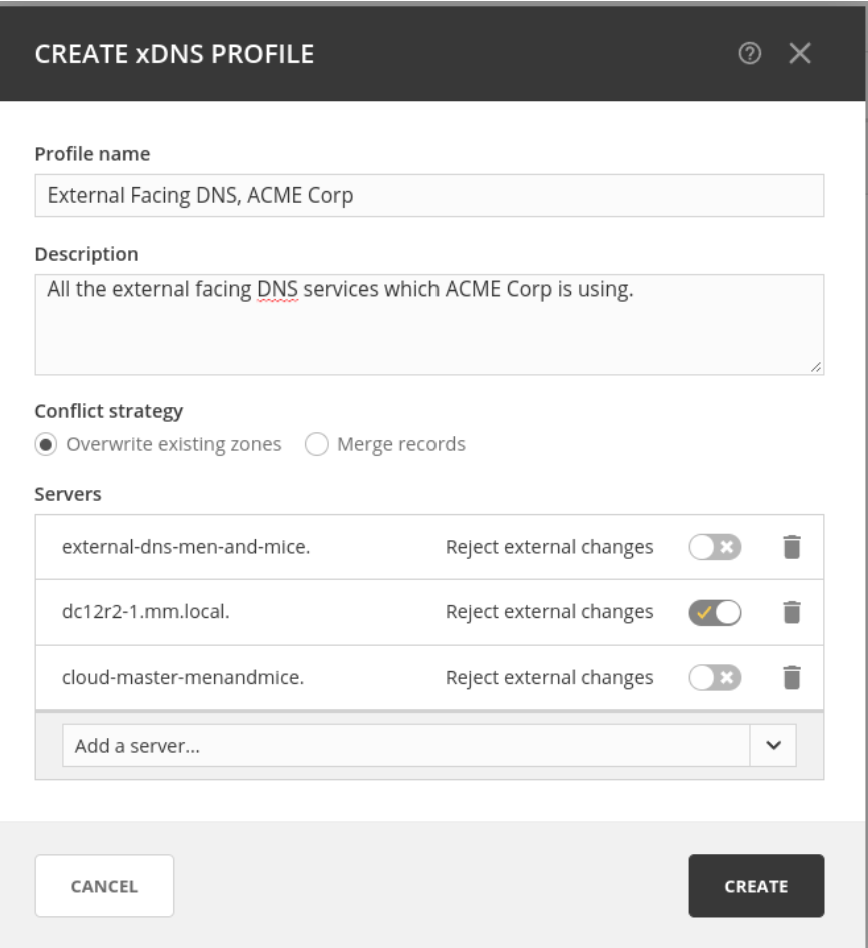 CREATE xDNS PROFILE
Profile name
External Facing DNS, ACME Corp
Description
All the external facing DNS services which ACME Corp is using.
Conflict strategy
Overwrite existing zones Merge records
Servers
external-dns-men-and-mice. Reject external changes
dc12r2-1.mm.local. Reject external changes
cloud-master-menandmice. Reject external changes
Add a server...
CANCEL CREATE